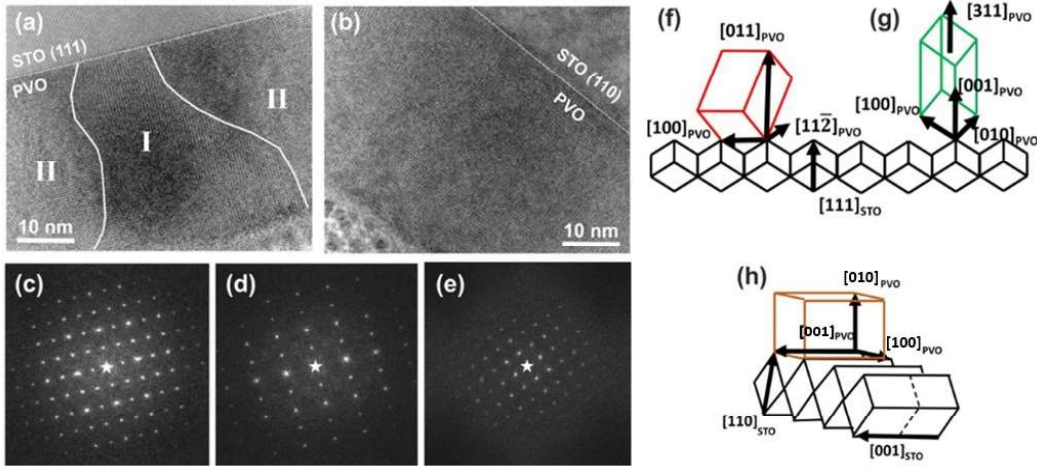 (a)
STO (111)
PVO
II
I
II
10 nm
(b)
STO (110)
PVO
10 nm
(c)
(d)
(e)
(f)
[011]PVO
[100]PVO
[112̅]PVO
[111]STO
(g)
[311]PVO
[001]PVO
[100]PVO
[010]PVO
(h)
[010]PVO
[001]PVO
[100]PVO
[110]STO
[001]STO